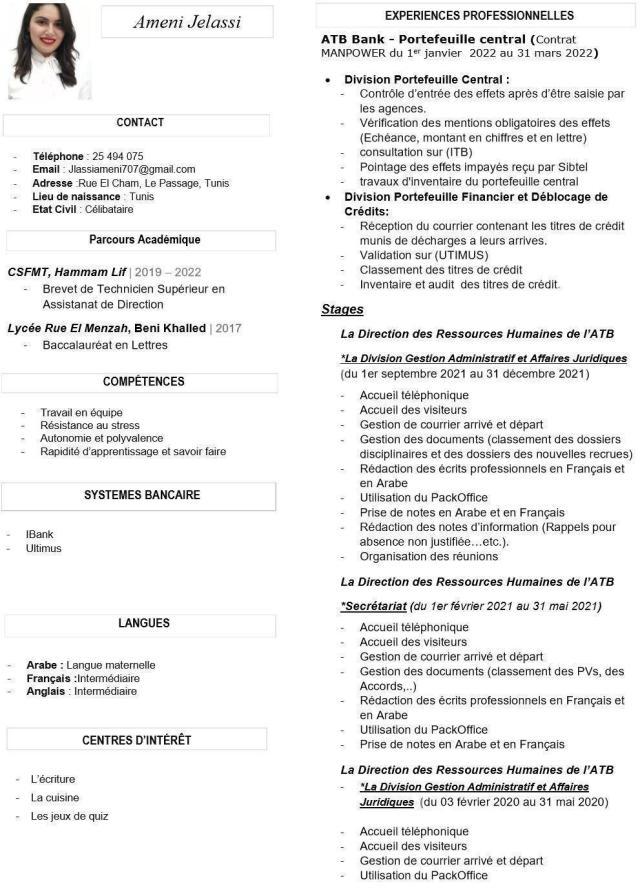 Ameni Jelassi
CONTACT
- Téléphone : 25 494 075
- Email : Jlassiameni707@gmail.com
- Adresse :Rue El Cham, Le Passage, Tunis
- Lieu de naissance : Tunis
- Etat Civil : Célibataire
Parcours Académique
CSFMT, Hammam Lif | 2019 – 2022
- Brevet de Technicien Supérieur en
Assistanat de Direction
Lycée Rue El Menzah, Beni Khalled | 2017
- Baccalauréat en Lettres
COMPÉTENCES
- Travail en équipe
- Résistance au stress
- Autonomie et polyvalence
- Rapidité d'apprentissage et savoir faire
SYSTEMES BANCAIRE
- IBank
- Ultimus
LANGUES
- Arabe : Langue maternelle
- Français :Intermédiaire
- Anglais : Intermédiaire
CENTRES D'INTÉRÊT
- L'écriture
- La cuisine
- Les jeux de quiz
EXPERIENCES PROFESSIONNELLES
ATB Bank - Portefeuille central (Contrat
MANPOWER du 1er janvier 2022 au 31 mars 2022)
• Division Portefeuille Central :
- Contrôle d'entrée des effets après d'être saisie par
les agences.
- Vérification des mentions obligatoires des effets
(Echéance, montant en chiffres et en lettre)
- consultation sur (ITB)
- Pointage des effets impayés reçu par Sibtel
- travaux d'inventaire du portefeuille central
• Division Portefeuille Financier et Déblocage de
Crédits:
- Réception du courrier contenant les titres de crédit
munis de décharges a leurs arrives.
- Validation sur (UTIMUS)
- Classement des titres de crédit
- Inventaire et audit des titres de crédit.
Stages
La Direction des Ressources Humaines de l'ATB
*La Division Gestion Administratif et Affaires Juridiques
(du 1er septembre 2021 au 31 décembre 2021)
- Accueil téléphonique
- Accueil des visiteurs
- Gestion de courrier arrivé et départ
- Gestion des documents (classement des dossiers
disciplinaires et des dossiers des nouvelles recrues)
- Rédaction des écrits professionnels en Français et
en Arabe
- Utilisation du PackOffice
- Prise de notes en Arabe et en Français
- Rédaction des notes d'information (Rappels pour
absence non justifiée…etc.).
- Organisation des réunions
La Direction des Ressources Humaines de l'ATB
*Secrétariat (du 1er février 2021 au 31 mai 2021)
- Accueil téléphonique
- Accueil des visiteurs
- Gestion de courrier arrivé et départ
- Gestion des documents (classement des PVs, des
Accords,..)
- Rédaction des écrits professionnels en Français et
en Arabe
- Utilisation du PackOffice
- Prise de notes en Arabe et en Français
La Direction des Ressources Humaines de l'ATB
- *La Division Gestion Administratif et Affaires
Juridiques (du 03 février 2020 au 31 mai 2020)
- Accueil téléphonique
- Accueil des visiteurs
- Gestion de courrier arrivé et départ
- Utilisation du PackOffice